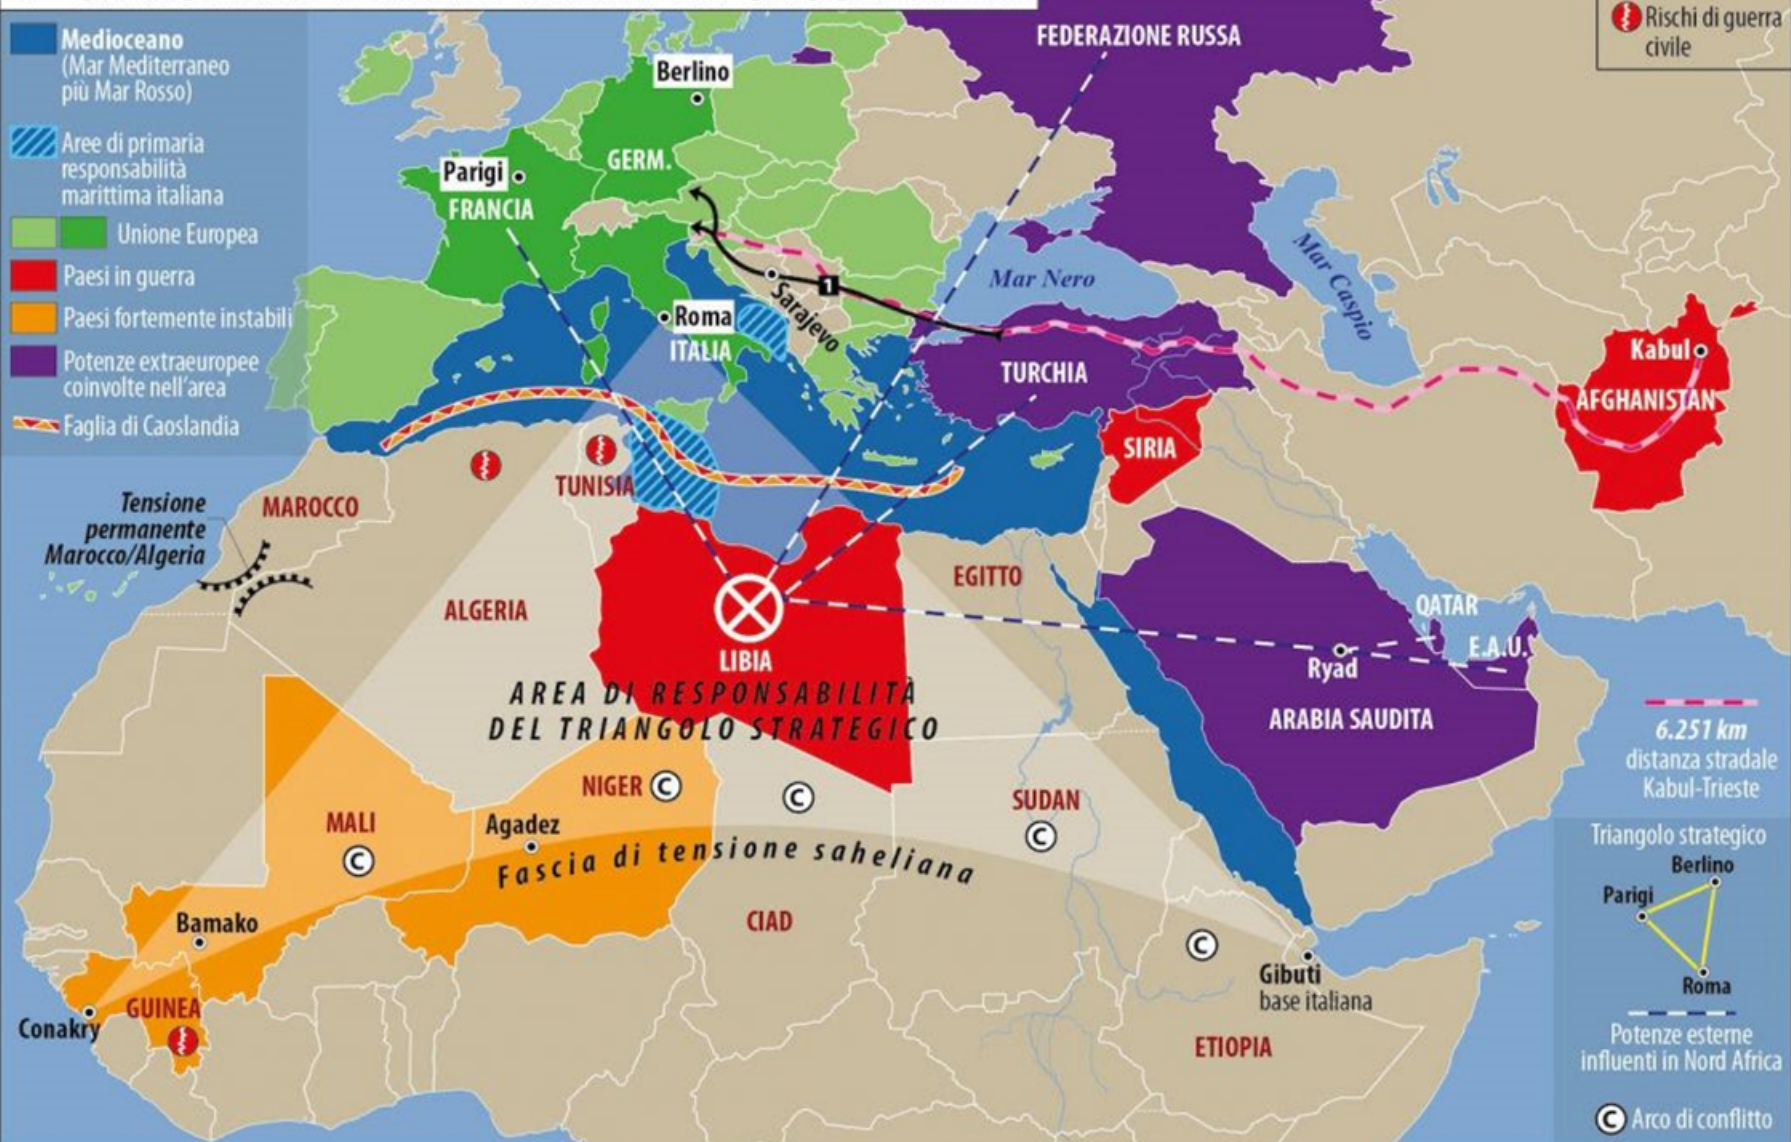 Medioceano
(Mar Mediterraneo
più Mar Rosso)
Aree di primaria
responsabilità
marittima italiana
Unione Europea
Paesi in guerra
Paesi fortemente instabili
Potenze extraeuropee
coinvolte nell'area
Faglia di Caoslandia
Rischi di guerra
civile
FEDERAZIONE RUSSA
Berlino
GERM.
Parigi
FRANCIA
Mar Nero
Mar Caspio
1
Sarajevo
Roma
ITALIA
TURCHIA
Kabul
AFGHANISTAN
SIRIA
TUNISIA
MAROCCO
Tensione
permanente
Marocco/Algeria
ALGERIA
EGITTO
LIBIA
QATAR
E.A.U.
Ryad
ARABIA SAUDITA
AREA DI RESPONSABILITÀ
DEL TRIANGOLO STRATEGICO
6.251 km
distanza stradale
Kabul-Trieste
NIGER C
C
SUDAN
C
MALI
C
Agadez
Fascia di tensione saheliana
Bamako
CIAD
C
Gibuti
base italiana
GUINEA
Conakry
ETIOPIA
Triangolo strategico
Berlino
Parigi
Roma
Potenze esterne
influenti in Nord Africa
C Arco di conflitto